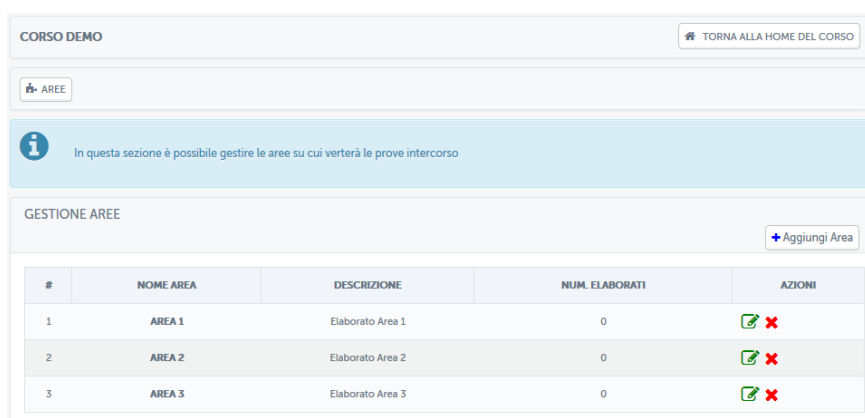 CORSO DEMO
TORNA ALLA HOME DEL CORSO
AREE
In questa sezione è possibile gestire le aree su cui verterà le prove intercorso
GESTIONE AREE
Aggiungi Area
# NOME AREA DESCRIZIONE NUM. ELABORATI AZIONI
1 AREA 1 Elaborato Area 1 0
2 AREA 2 Elaborato Area 2 0
3 AREA 3 Elaborato Area 3 0